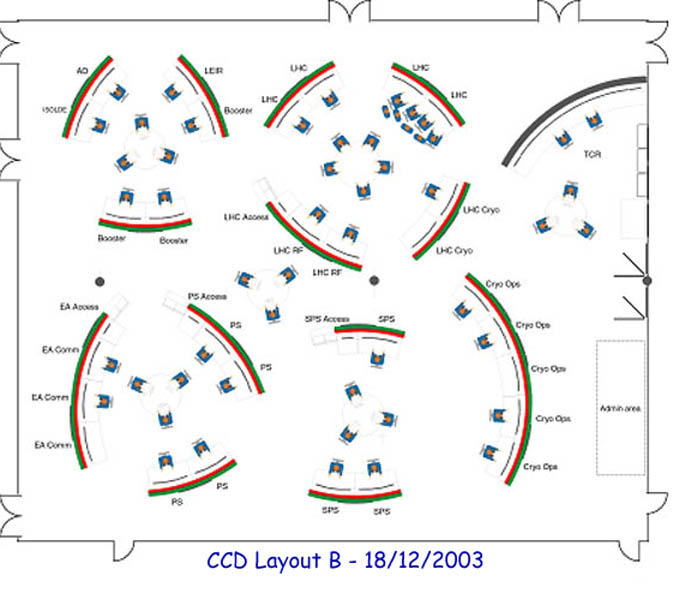 AD
LEIR
ISOLDE
Booster
Booster
Booster
LHC
LHC
LHC
LHC
TCR
LHC Access
LHC RF
LHC RF
LHC Cryo
LHC Cryo
EA Access
EA Comm
EA Comm
EA Comm
PS Access
PS
PS
PS
PS
SPS Access
SPS
SPS
SPS
Cryo Ops
Cryo Ops
Cryo Ops
Cryo Ops
Cryo Ops
Admin area
CCD Layout B - 18/12/2003